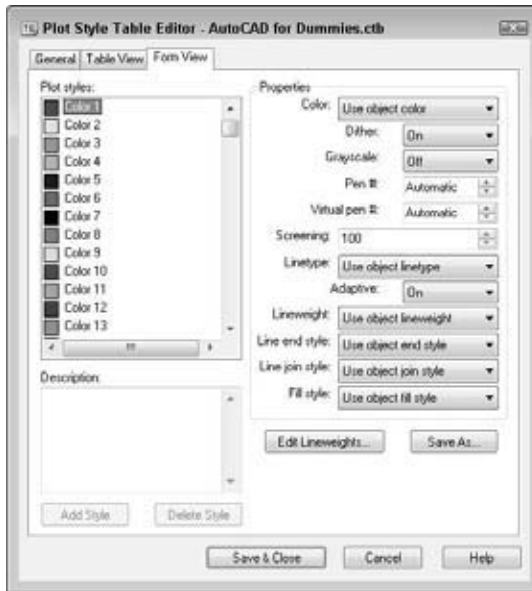 Plot Style Table Editor - AutoCAD for Dummies.ctb
General Table View Form View
Plot styles:
Color 1
Color 2
Color 3
Color 4
Color 5
Color 6
Color 7
Color 8
Color 9
Color 10
Color 11
Color 12
Color 13
Description:
Add Style Delete Style
Properties
Color: Use object color
Dither: On
Grayscale: Off
Pen #: Automatic
Virtual pen #: Automatic
Screening: 100
Linetype: Use object linetype
Adaptive: On
Lineweight: Use object lineweight
Line end style: Use object end style
Line join style: Use object join style
Fill style: Use object fill style
Edit Lineweights... Save As...
Save & Close Cancel Help